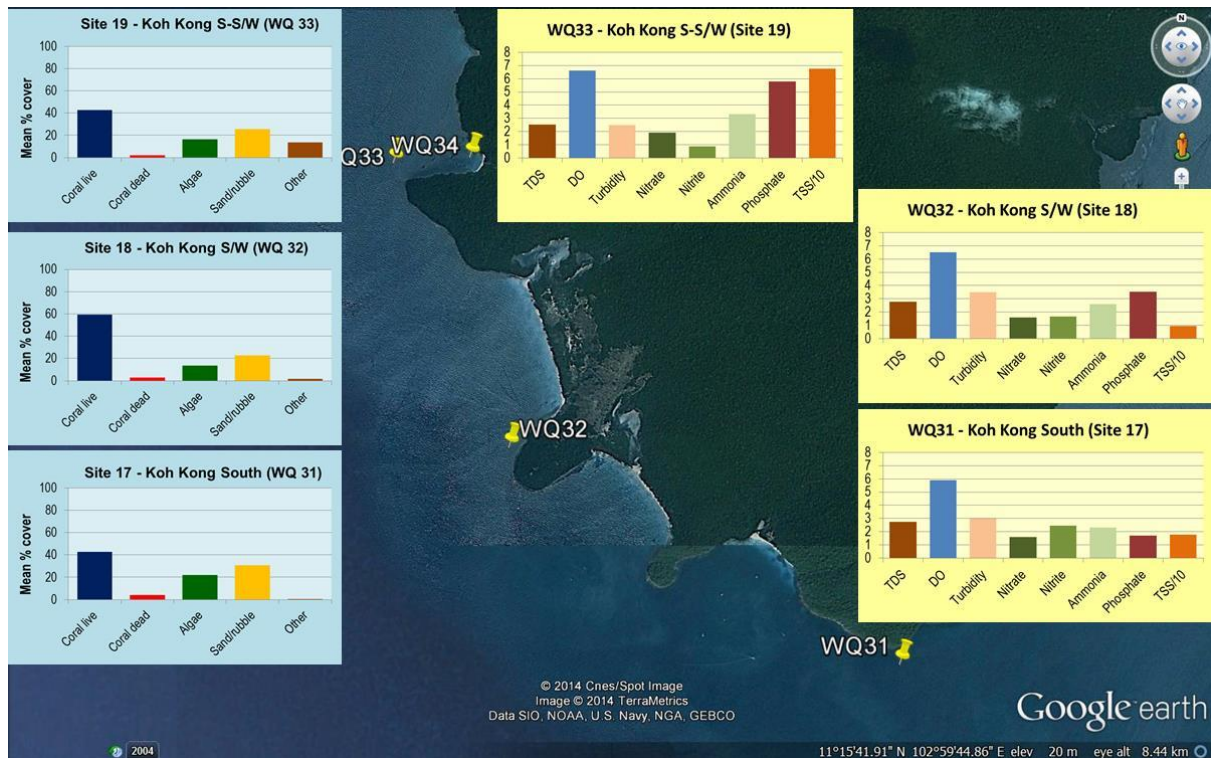 Site 19 - Koh Kong S-S/W (WQ 33)
100
80
60
40
20
0
Mean % cover
Coral live
Coral dead
Algae
Sand/rubble
Other
Q33
WQ34
WQ33 - Koh Kong S-S/W (Site 19)
8
7
6
5
4
3
2
1
0
TDS
DO
Turbidity
Nitrate
Nitrite
Ammonia
Phosphate
TSS/10
N
Site 18 - Koh Kong S/W (WQ 32)
100
80
60
40
20
0
Mean % cover
Coral live
Coral dead
Algae
Sand/rubble
Other
WQ32
WQ32 - Koh Kong S/W (Site 18)
8
7
6
5
4
3
2
1
0
TDS
DO
Turbidity
Nitrate
Nitrite
Ammonia
Phosphate
TSS/10
Site 17 - Koh Kong South (WQ 31)
100
80
60
40
20
0
Mean % cover
Coral live
Coral dead
Algae
Sand/rubble
Other
WQ31 - Koh Kong South (Site 17)
8
7
6
5
4
3
2
1
0
TDS
DO
Turbidity
Nitrate
Nitrite
Ammonia
Phosphate
TSS/10
WQ31
© 2014 Cnes/Spot Image
Image © 2014 TerraMetrics
Data SIO, NOAA, U.S. Navy, NGA, GEBCO
Google earth
2004
11°15'41.91" N 102°59'44.86" E elev 20 m eye alt 8.44 km